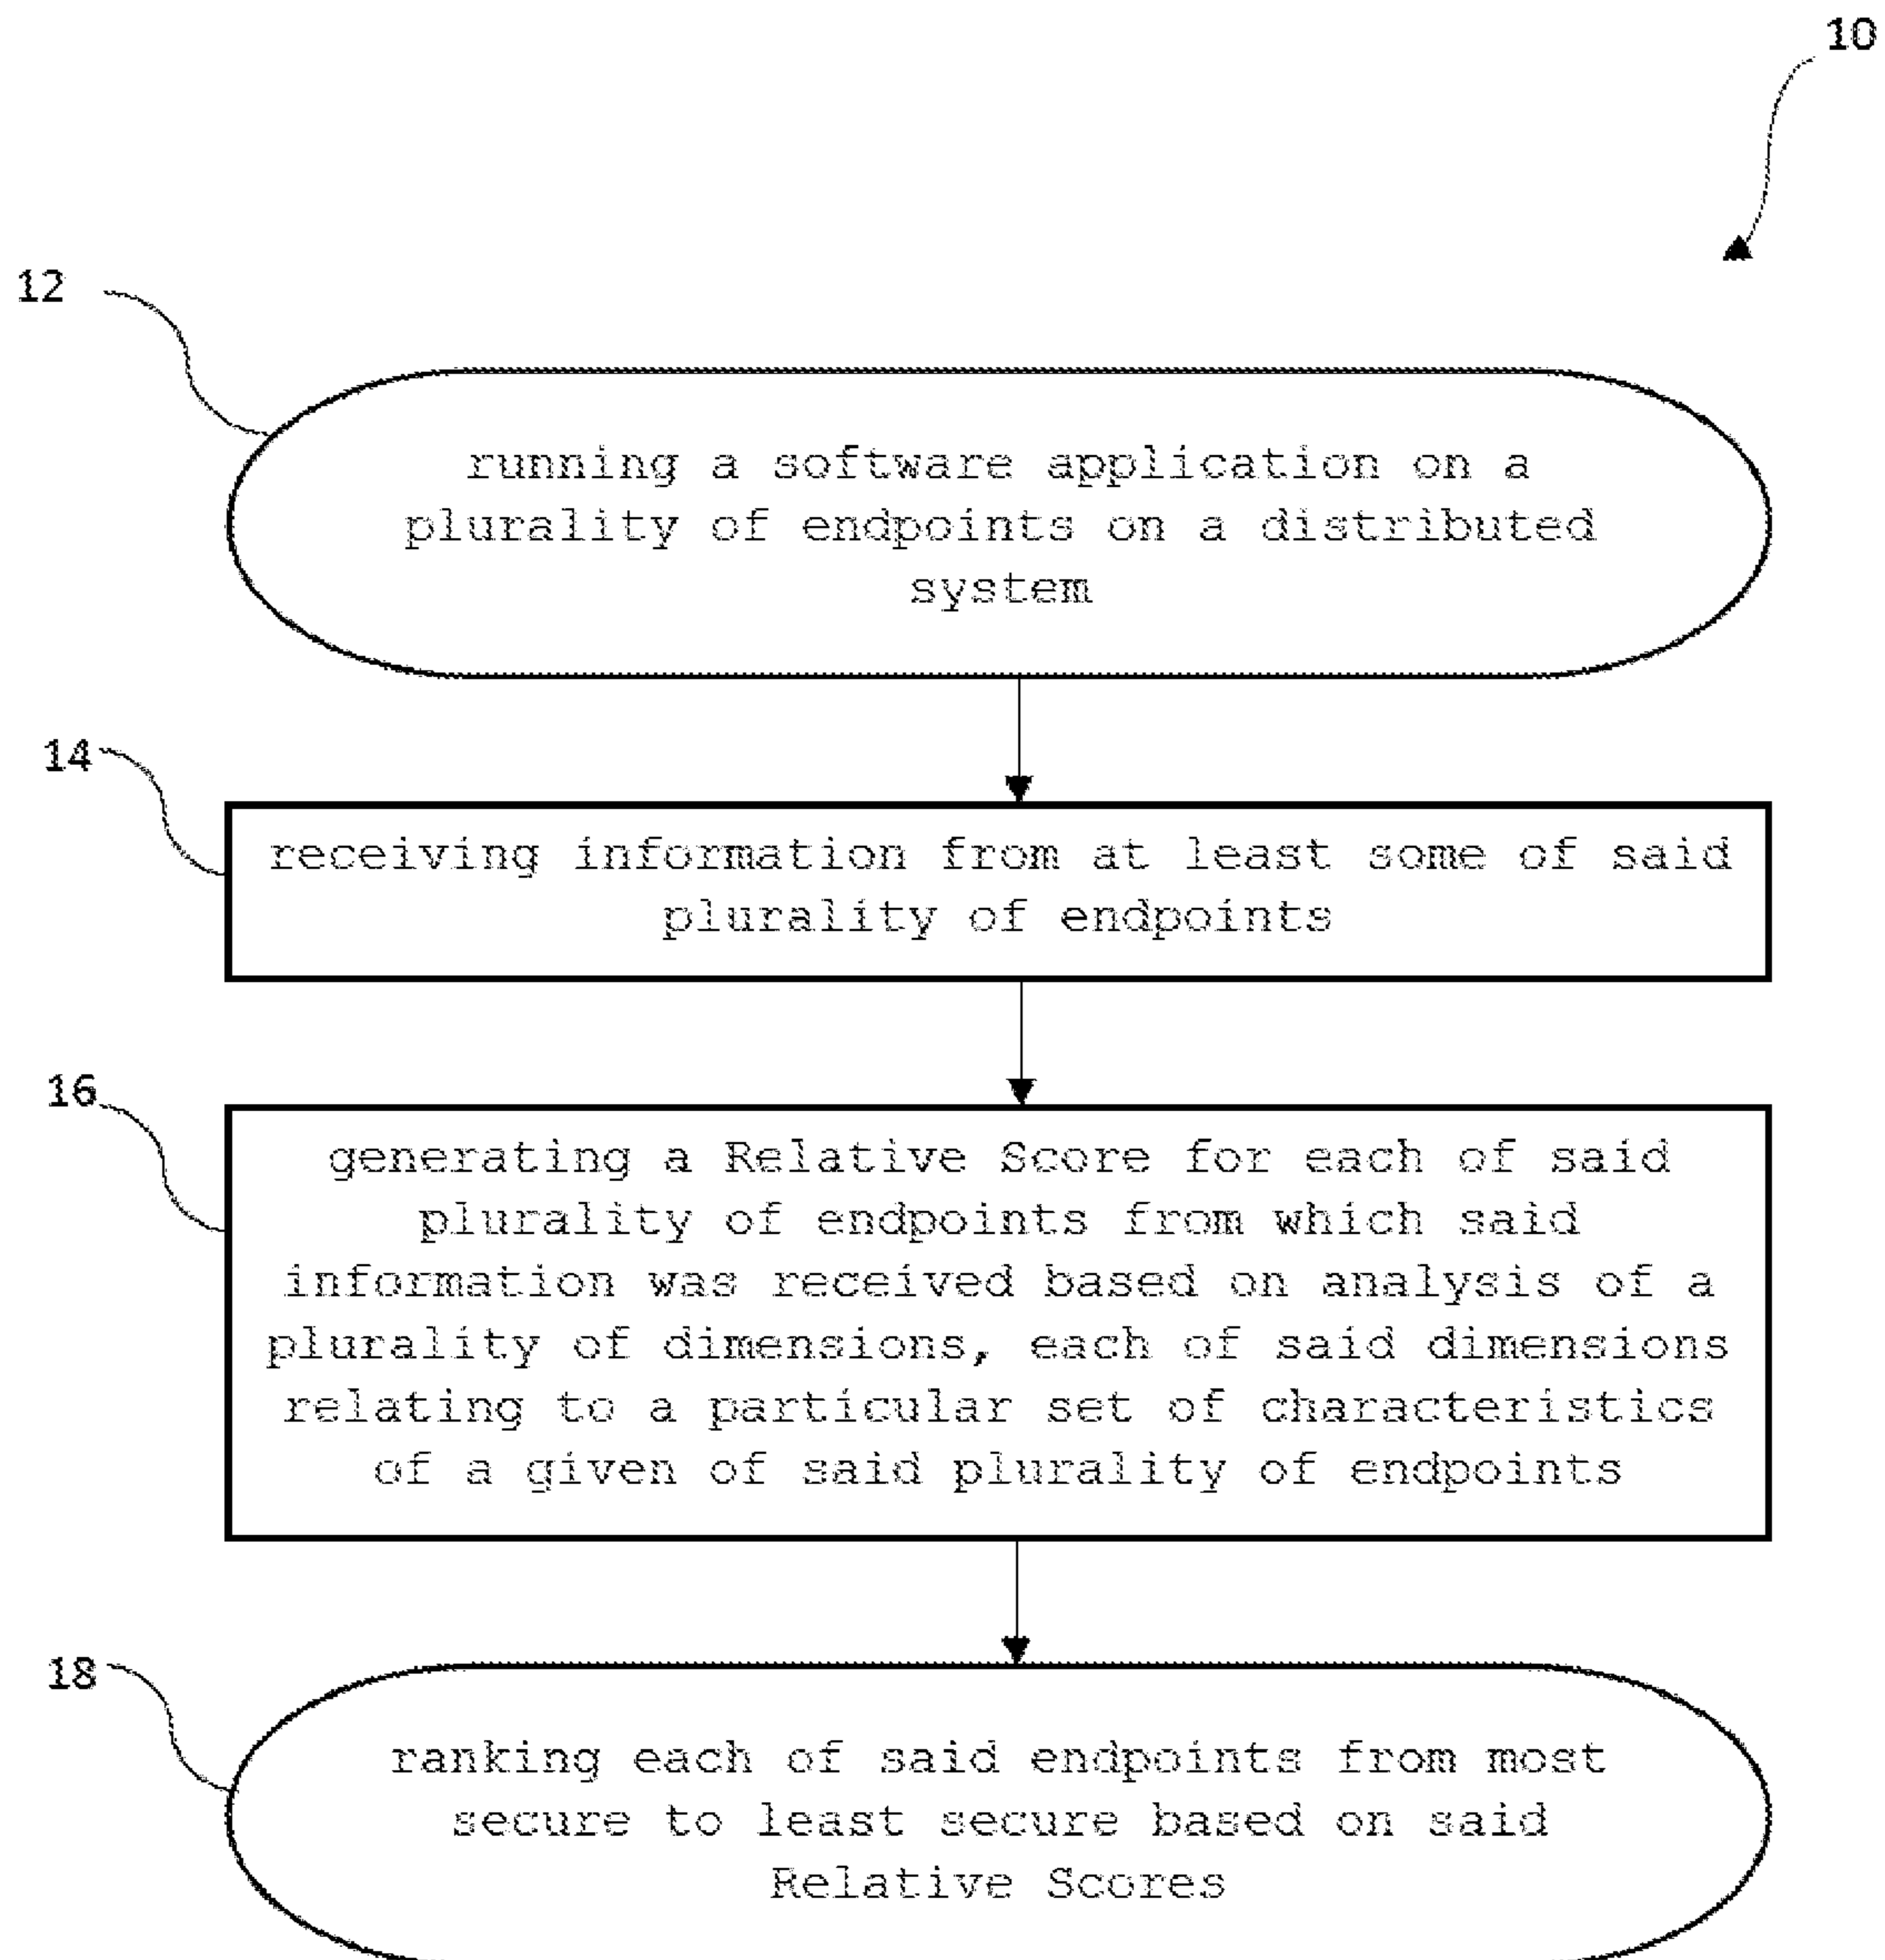 10
12
running a software application on a
plurality of endpoints on a distributed
system
14
receiving information from at least some of said
plurality of endpoints
16
generating a Relative Score for each of said
plurality of endpoints from which said
information was received based on analysis of a
plurality of dimensions, each of said dimensions
relating to a particular set of characteristics
of a given of said plurality of endpoints
18
ranking each of said endpoints from most
secure to least secure based on said
Relative Scores